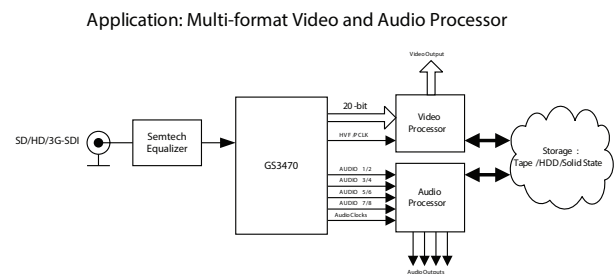 Application: Multi-format Video and Audio Processor
Video Output
20 -bit
HVF /PCLK
Video
Processor
SD/HD/3G-SDI
Semtech
Equalizer
GS3470
Storage :
Tape /HDD/Solid State
AUDIO 1/2
AUDIO 3/4
AUDIO 5/6
AUDIO 7/8
Audio Clocks
Audio
Processor
Audio Outputs